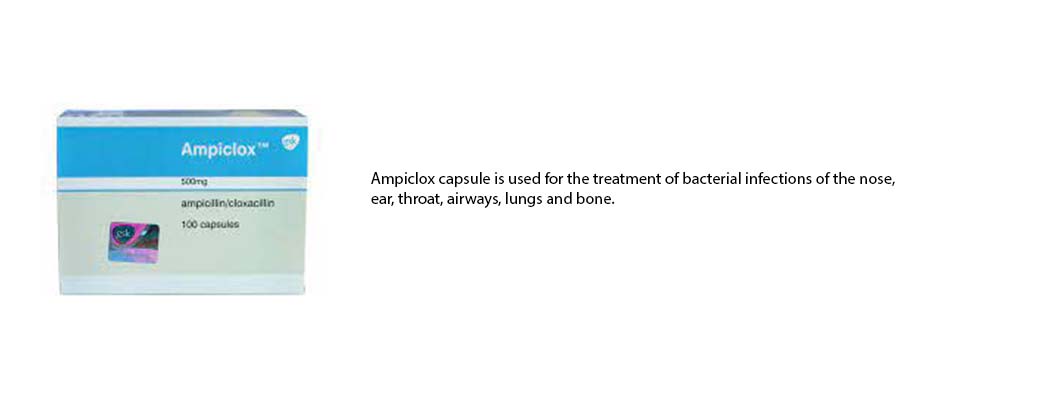 Ampiclox™
gsk
500mg
ampicillin/cloxacillin
100 capsules
gsk
Ampiclox capsule is used for the treatment of bacterial infections of the nose,
ear, throat, airways, lungs and bone.